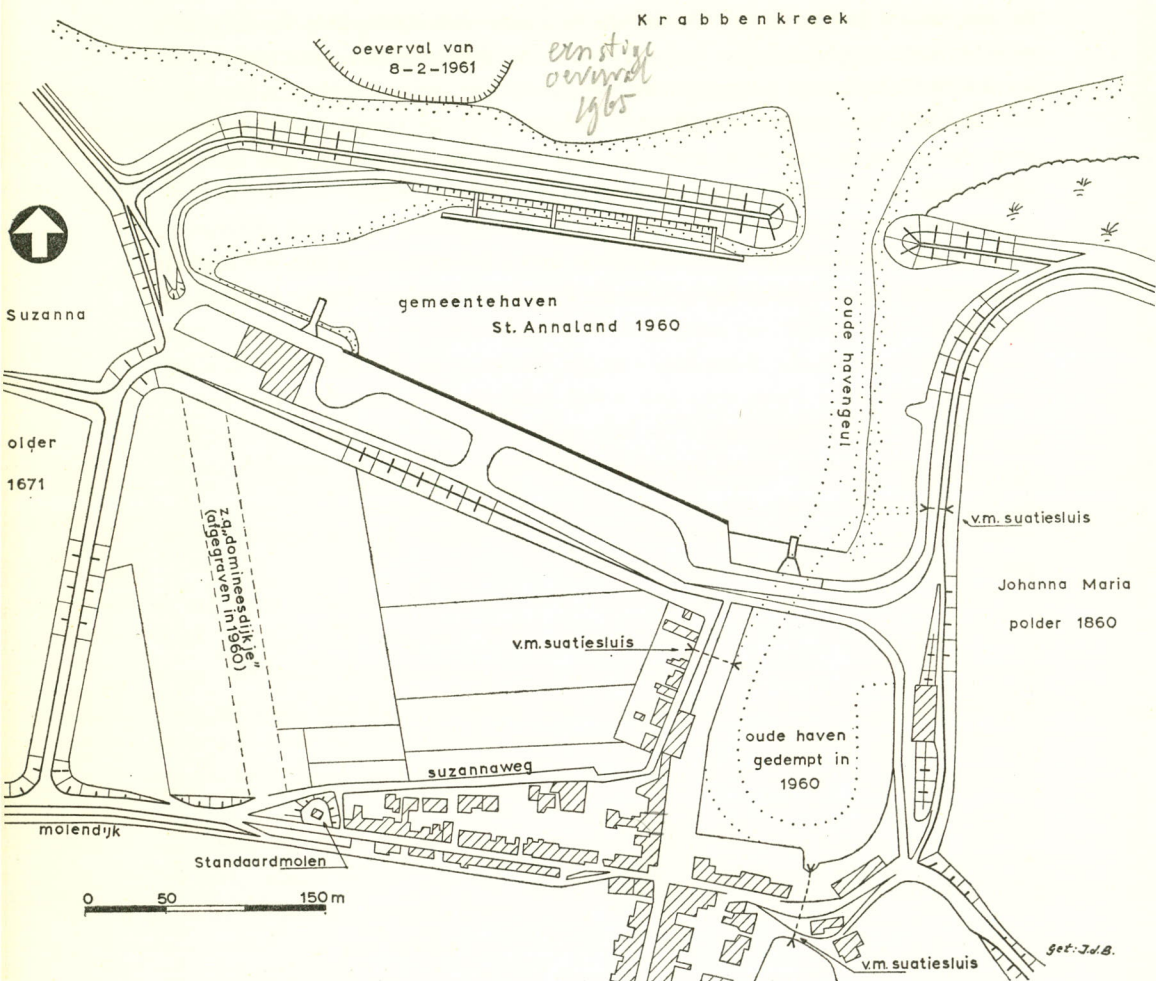 Krabbenkreek
oeverval van
8-2-1961
ernstige
oeverval
1965
Suzanna
gemeentehaven
St. Annaland 1960
oude havengeul
older
1671
z.g. „domineesdijkje"
(afgegraven in 1960)
v.m. suatiesluis
Johanna Maria
polder 1860
v.m. suatiesluis
oude haven
gedempt in
1960
suzannaweg
molendijk
Standaardmolen
0 50 150 m
get: J.d.B.
v.m. suatiesluis